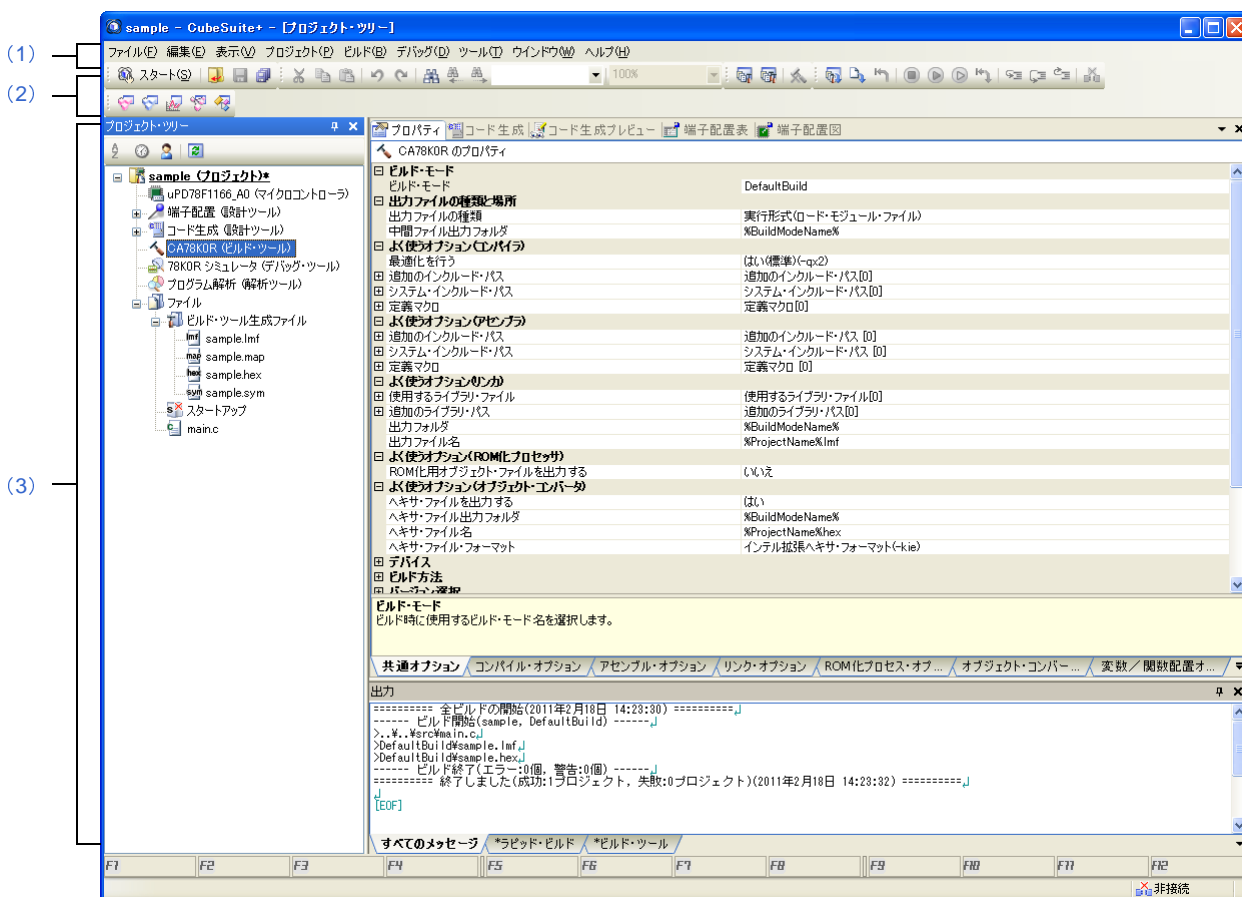 sample - CubeSuite+ - [プロジェクト・ツリー]
(1)
ファイル(F) 編集(E) 表示(V) プロジェクト(P) ビルド(B) デバッグ(D) ツール(T) ウインドウ(W) ヘルプ(H)
(2)
スタート(S) 100%
(3)
プロジェクト・ツリー
sample (プロジェクト)*
uPD78F1166_A0 (マイクロコントローラ)
端子配置 (設計ツール)
コード生成 (設計ツール)
CA78K0R (ビルド・ツール)
78K0R シミュレータ (デバッグ・ツール)
プログラム解析 (解析ツール)
ファイル
ビルド・ツール生成ファイル
lmf sample.lmf
map sample.map
hex sample.hex
sym sample.sym
スタートアップ
main.c
プロパティ コード生成 コード生成プレビュー 端子配置表 端子配置図
CA78K0R のプロパティ
ビルド・モード
ビルド・モード DefaultBuild
出力ファイルの種類と場所
出力ファイルの種類 実行形式(ロード・モジュール・ファイル)
中間ファイル出力フォルダ %BuildModeName%
よく使うオプション(コンパイラ)
最適化を行う はい(標準)(-qx2)
追加のインクルード・パス 追加のインクルード・パス[0]
システム・インクルード・パス システム・インクルード・パス[0]
定義マクロ 定義マクロ[0]
よく使うオプション(アセンブラ)
追加のインクルード・パス 追加のインクルード・パス [0]
システム・インクルード・パス システム・インクルード・パス [0]
定義マクロ 定義マクロ [0]
よく使うオプション(リンカ)
使用するライブラリ・ファイル 使用するライブラリ・ファイル[0]
追加のライブラリ・パス 追加のライブラリ・パス[0]
出力フォルダ %BuildModeName%
出力ファイル名 %ProjectName%.lmf
よく使うオプション(ROM化プロセッサ)
ROM化用オブジェクト・ファイルを出力する いいえ
よく使うオプション(オブジェクト・コンバータ)
ヘキサ・ファイルを出力する はい
ヘキサ・ファイル出力フォルダ %BuildModeName%
ヘキサ・ファイル名 %ProjectName%.hex
ヘキサ・ファイル・フォーマット インテル拡張ヘキサ・フォーマット(-kie)
デバイス
ビルド方法
バージョン選択
ビルド・モード
ビルド時に使用するビルド・モード名を選択します。
共通オプション コンパイル・オプション アセンブル・オプション リンク・オプション ROM化プロセス・オプ... オブジェクト・コンバー... 変数／関数配置オ...
出力
========== 全ビルドの開始(2011年2月18日 14:23:30) ==========
------ ビルド開始(sample, DefaultBuild) ------
>..¥..¥src¥main.c
>DefaultBuild¥sample.lmf
>DefaultBuild¥sample.hex
------ ビルド終了(エラー:0個, 警告:0個) ------
========== 終了しました(成功:1プロジェクト, 失敗:0プロジェクト)(2011年2月18日 14:23:32) ==========
[EOF]
すべてのメッセージ *ラピッド・ビルド *ビルド・ツール
F1 F2 F3 F4 F5 F6 F7 F8 F9 F10 F11 F12
非接続